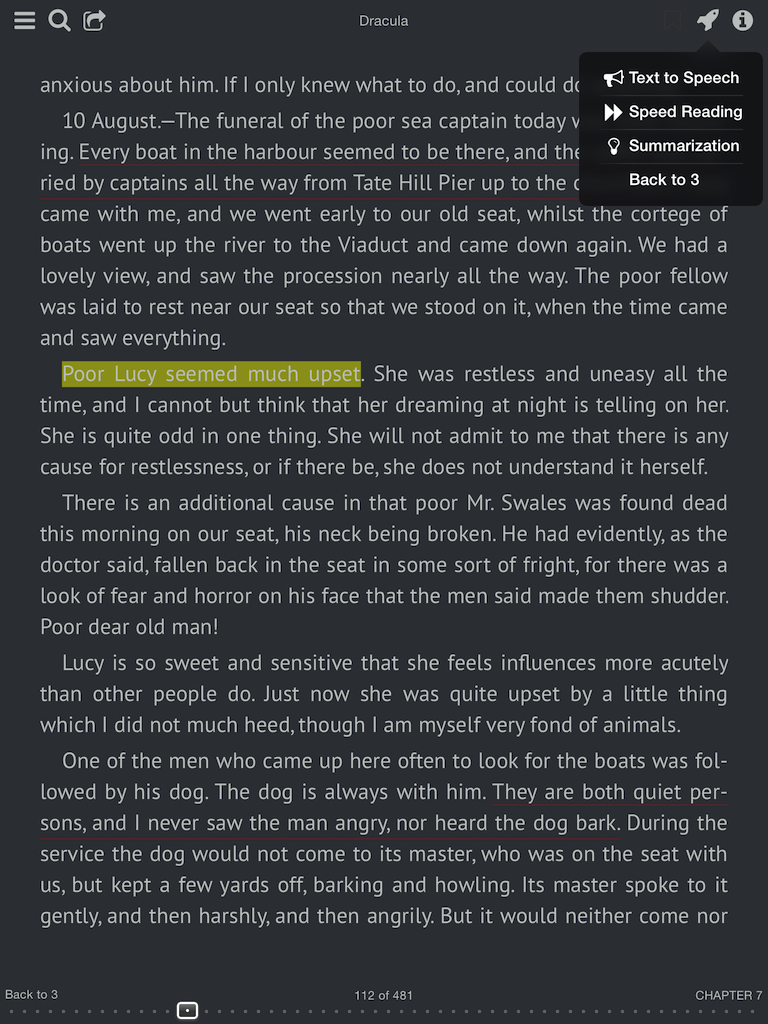 Dracula
Text to Speech
Speed Reading
Summarization
Back to 3
anxious about him. If I only knew what to do, and could do
10 August.—The funeral of the poor sea captain today
ing. Every boat in the harbour seemed to be there, and the
ried by captains all the way from Tate Hill Pier up to the
came with me, and we went early to our old seat, whilst the cortege of
boats went up the river to the Viaduct and came down again. We had a
lovely view, and saw the procession nearly all the way. The poor fellow
was laid to rest near our seat so that we stood on it, when the time came
and saw everything.
Poor Lucy seemed much upset. She was restless and uneasy all the
time, and I cannot but think that her dreaming at night is telling on her.
She is quite odd in one thing. She will not admit to me that there is any
cause for restlessness, or if there be, she does not understand it herself.
There is an additional cause in that poor Mr. Swales was found dead
this morning on our seat, his neck being broken. He had evidently, as the
doctor said, fallen back in the seat in some sort of fright, for there was a
look of fear and horror on his face that the men said made them shudder.
Poor dear old man!
Lucy is so sweet and sensitive that she feels influences more acutely
than other people do. Just now she was quite upset by a little thing
which I did not much heed, though I am myself very fond of animals.
One of the men who came up here often to look for the boats was fol-
lowed by his dog. The dog is always with him. They are both quiet per-
sons, and I never saw the man angry, nor heard the dog bark. During the
service the dog would not come to its master, who was on the seat with
us, but kept a few yards off, barking and howling. Its master spoke to it
gently, and then harshly, and then angrily. But it would neither come nor
Back to 3
112 of 481
CHAPTER 7